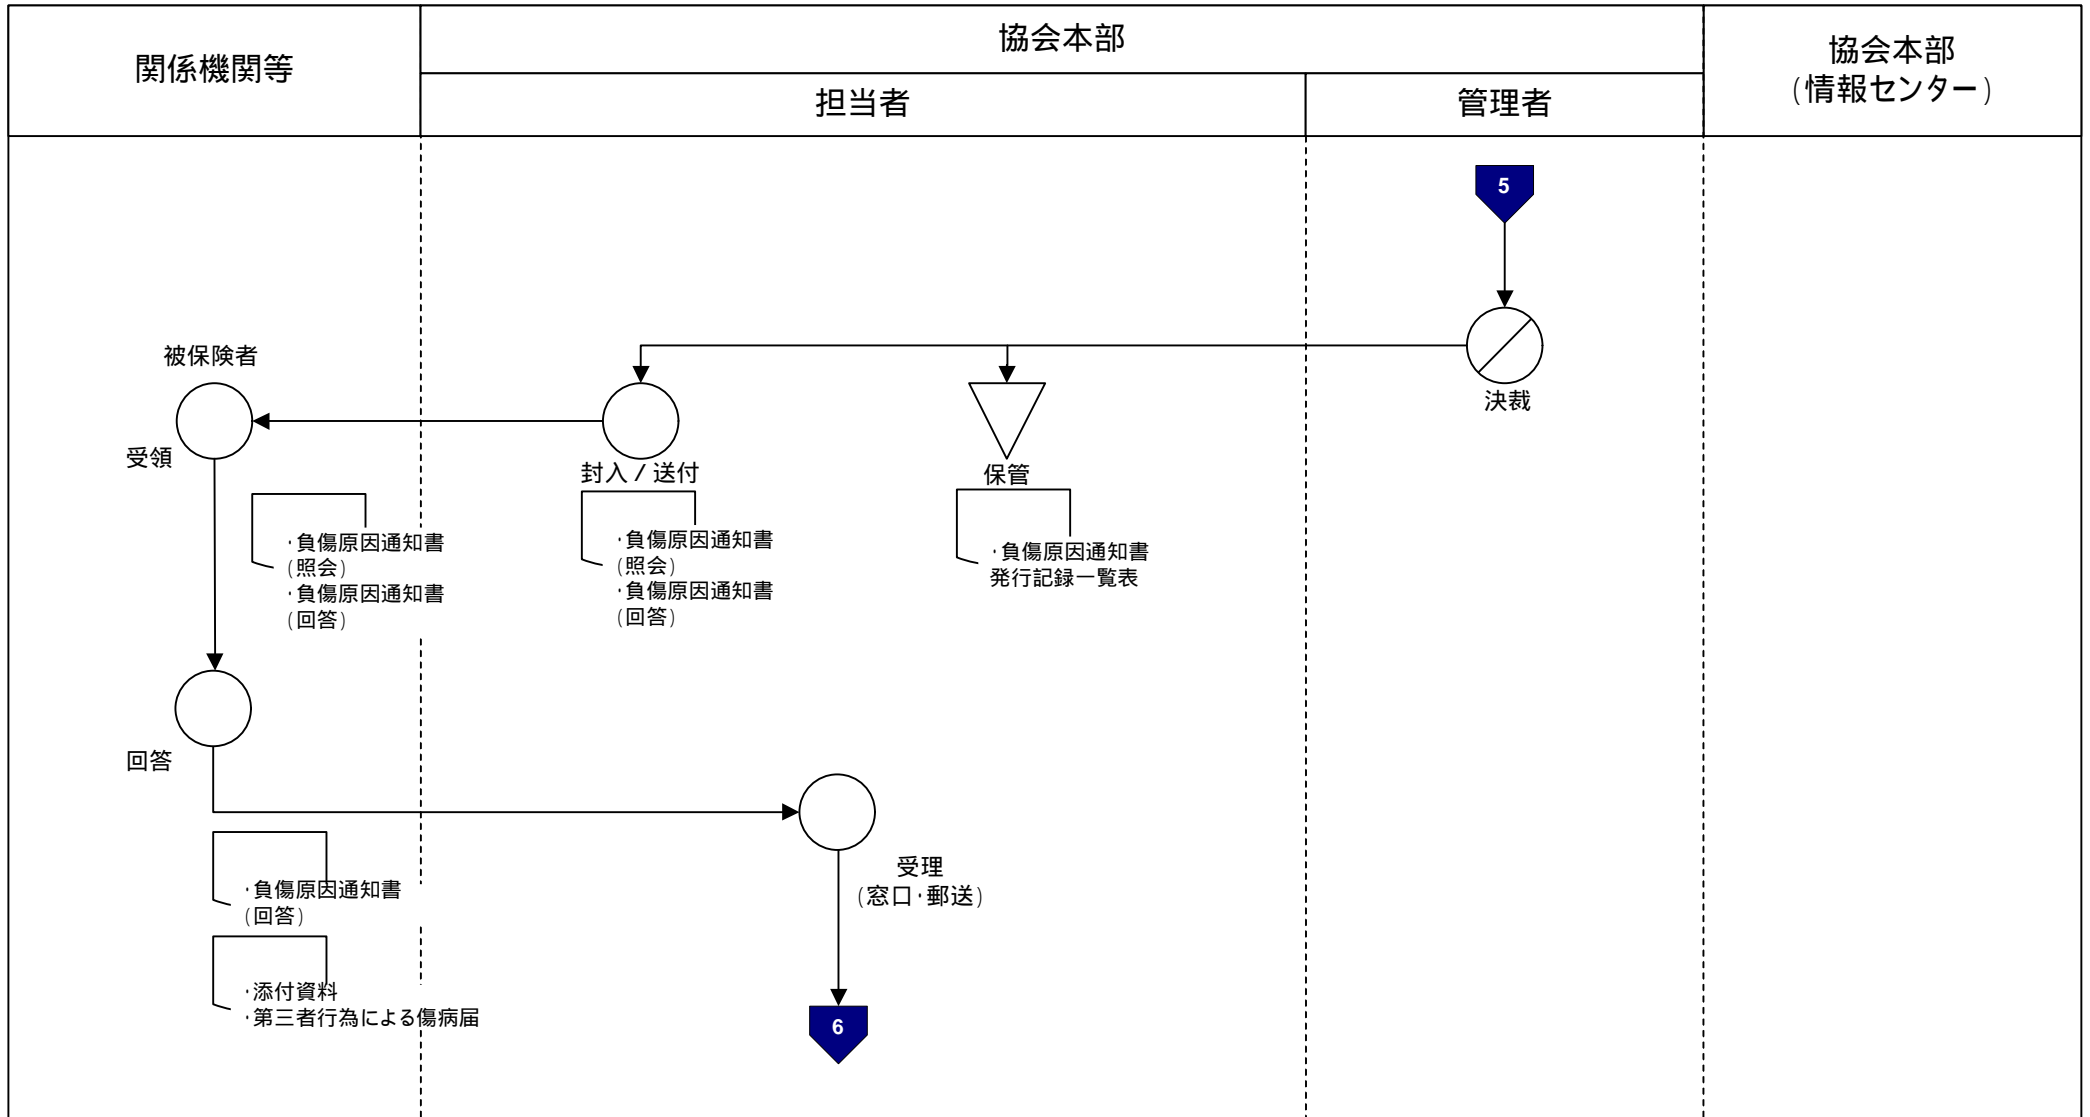 関係機関等
協会本部
担当者
管理者
協会本部
(情報センター)
5
決裁
被保険者
受領
封入/送付
保管
・負傷原因通知書
(照会)
・負傷原因通知書
(回答)
・負傷原因通知書
(照会)
・負傷原因通知書
(回答)
・負傷原因通知書
発行記録一覧表
回答
受理
(窓口・郵送)
・負傷原因通知書
(回答)
・添付資料
・第三者行為による傷病届
6